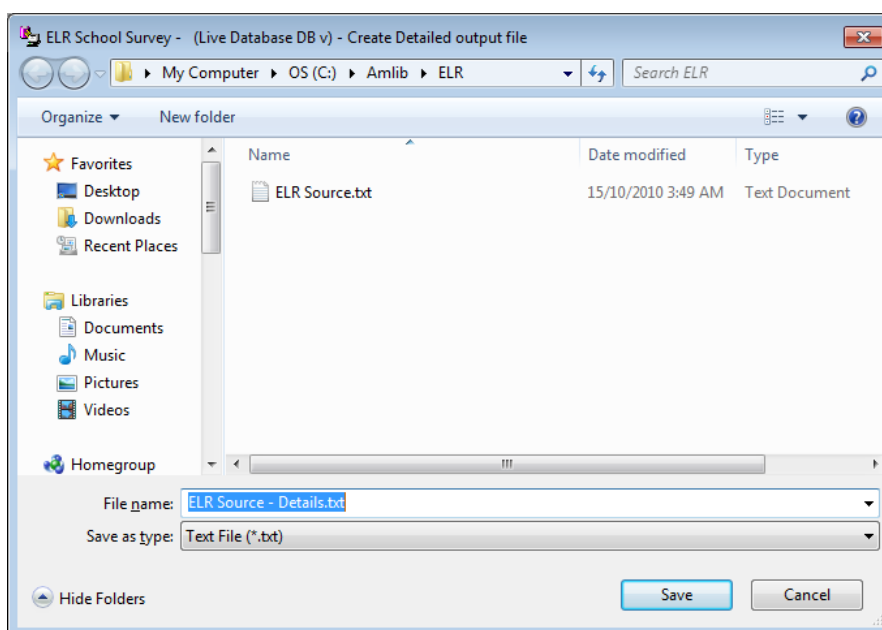 ELR School Survey - (Live Database DB v) - Create Detailed output file
My Computer OS (C:) Amlib ELR
Search ELR
Organize New folder
Favorites
Desktop
Downloads
Recent Places
Libraries
Documents
Music
Pictures
Videos
Homegroup
Name Date modified Type
ELR Source.txt 15/10/2010 3:49 AM Text Document
File name: ELR Source - Details.txt
Save as type: Text File (*.txt)
Hide Folders Save Cancel